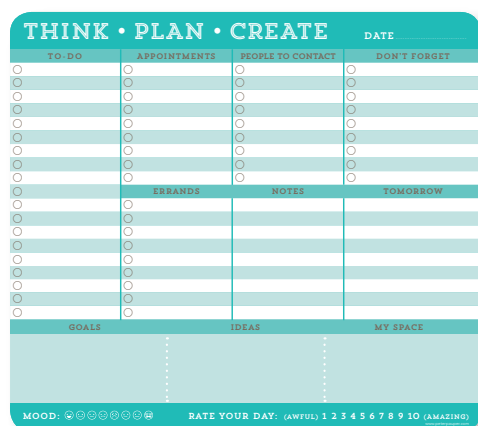 THINK • PLAN • CREATE
DATE
TO-DO APPOINTMENTS PEOPLE TO CONTACT DON'T FORGET
ERRANDS NOTES TOMORROW
GOALS IDEAS MY SPACE
MOOD: RATE YOUR DAY: (AWFUL) 1 2 3 4 5 6 7 8 9 10 (AMAZING)